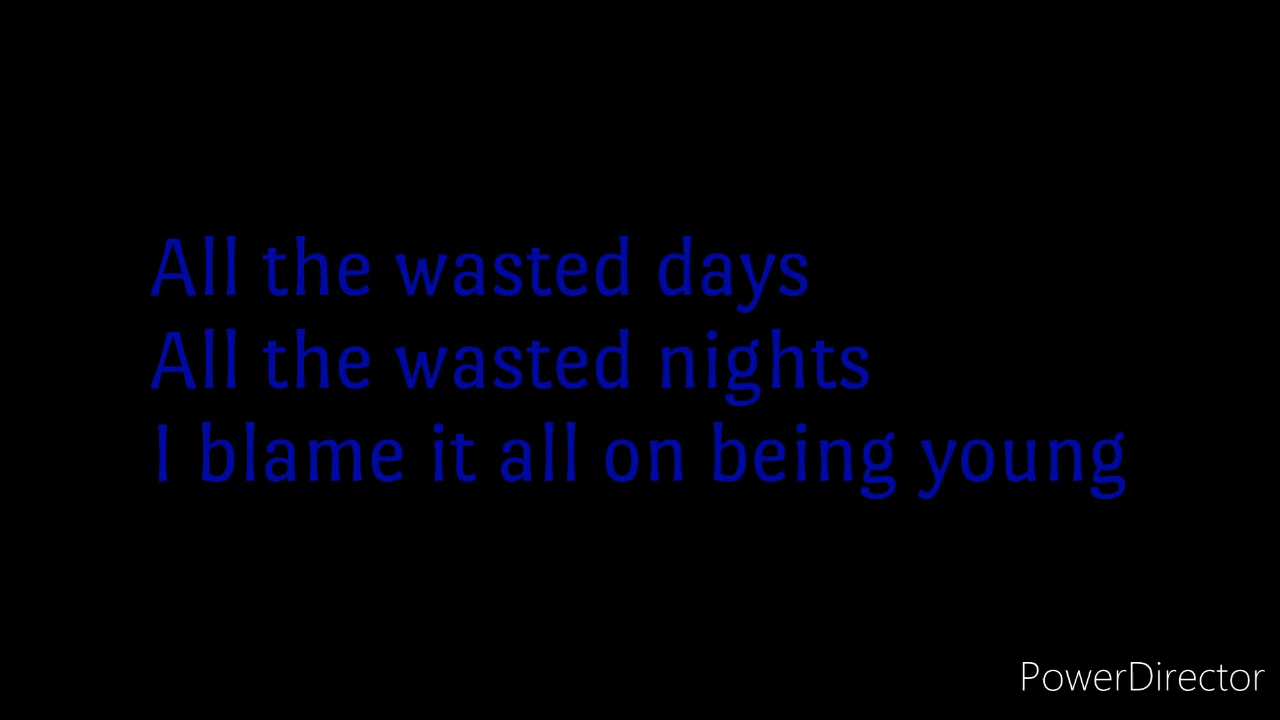 All the wasted days
All the wasted nights
I blame it all on being young
PowerDirector